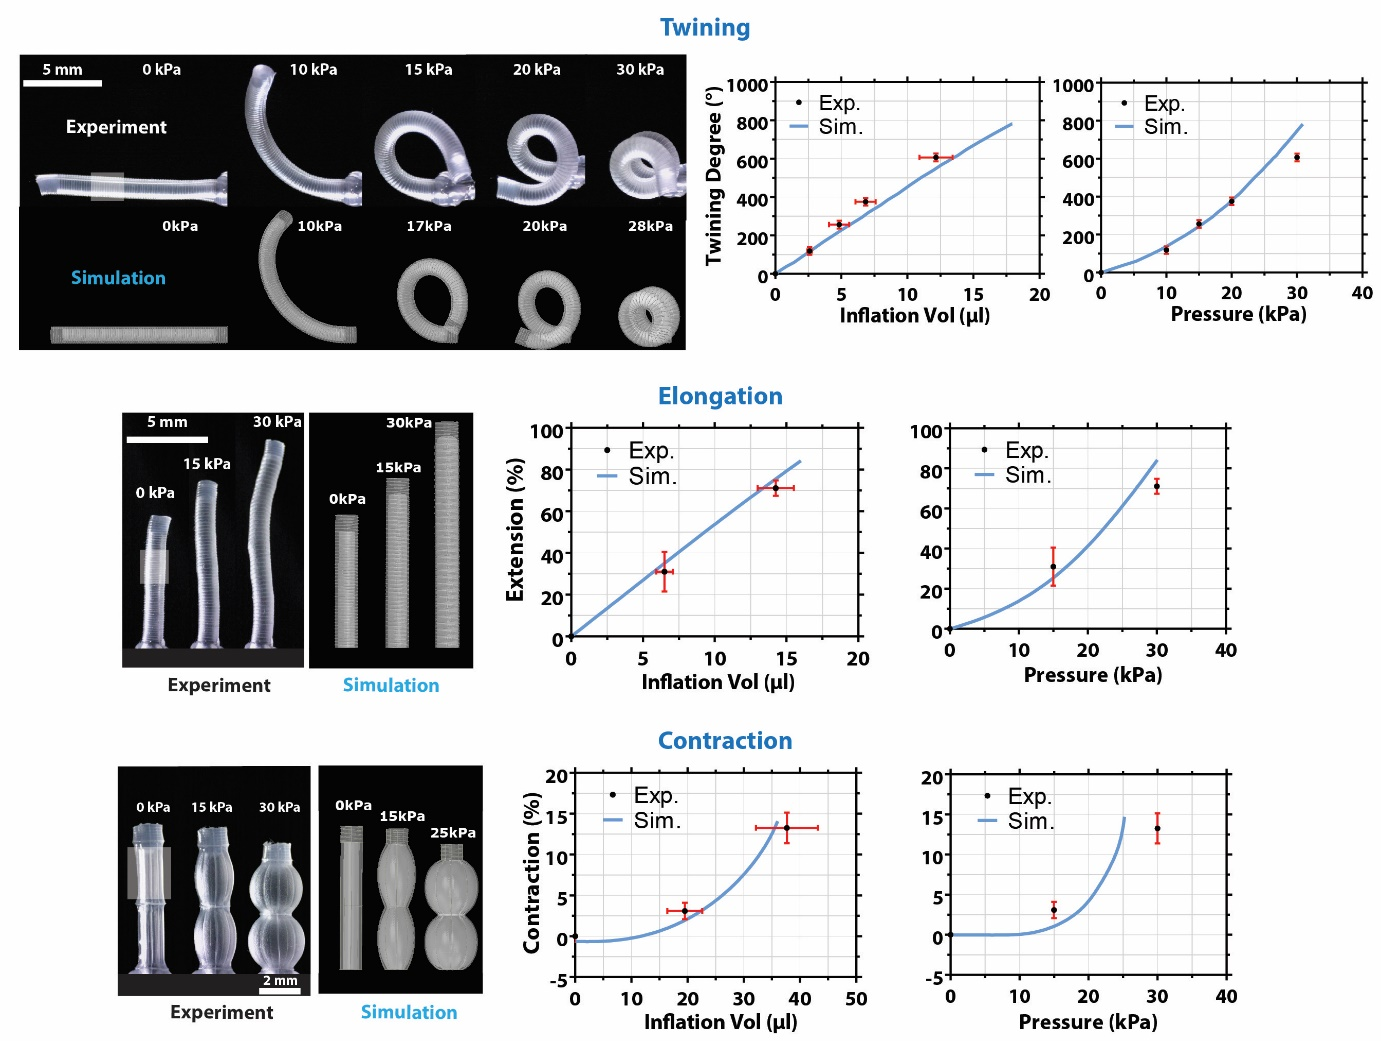 Twining
5 mm
0 kPa
10 kPa
15 kPa
20 kPa
30 kPa
Experiment
0kPa
10kPa
17kPa
20kPa
28kPa
Simulation
Twining Degree (°)
1000
800
600
400
200
0
Exp.
Sim.
0
5
10
15
20
Inflation Vol (µl)
1000
800
600
400
200
0
Exp.
Sim.
0
10
20
30
40
Pressure (kPa)
Elongation
5 mm
30 kPa
15 kPa
0 kPa
Experiment
30kPa
15kPa
0kPa
Simulation
Extension (%)
100
80
60
40
20
0
Exp.
Sim.
0
5
10
15
20
Inflation Vol (µl)
100
80
60
40
20
0
Exp.
Sim.
0
10
20
30
40
Pressure (kPa)
Contraction
0 kPa
15 kPa
30 kPa
2 mm
Experiment
0kPa
15kPa
25kPa
Simulation
Contraction (%)
20
15
10
5
0
-5
Exp.
Sim.
0
10
20
30
40
50
Inflation Vol (µl)
20
15
10
5
0
-5
Exp.
Sim.
0
10
20
30
40
Pressure (kPa)